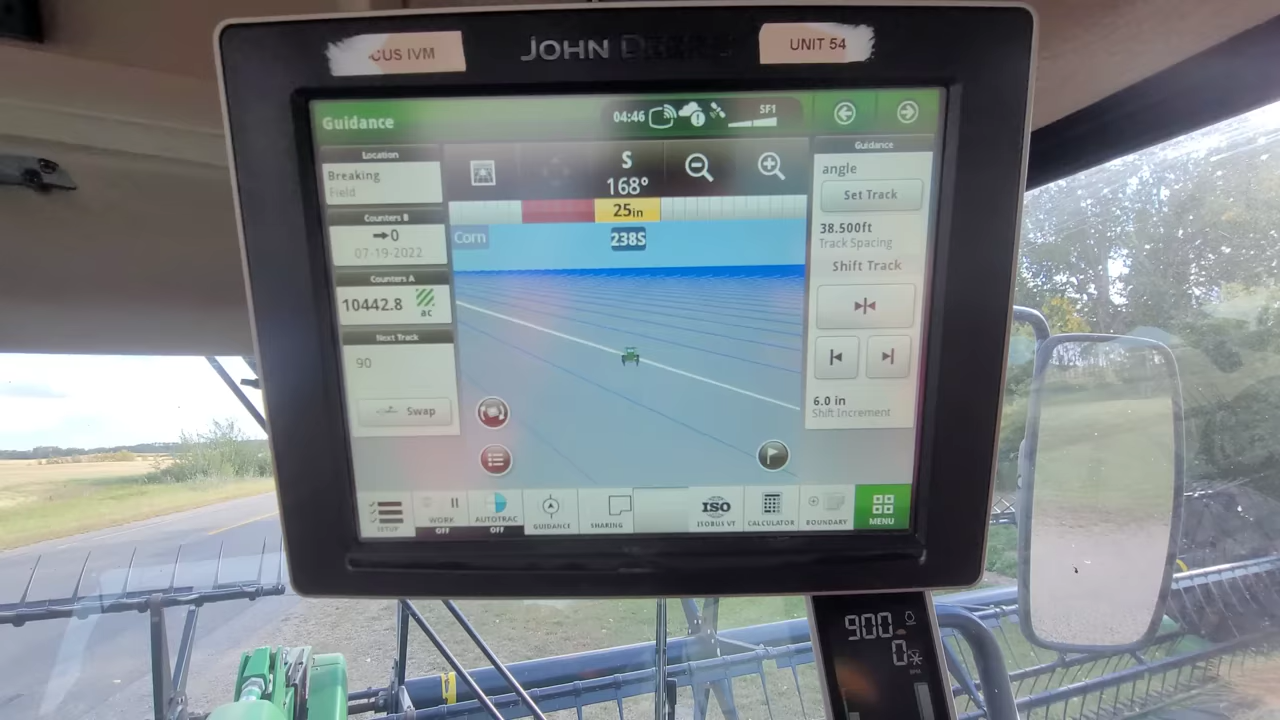 CUS IVM
JOHN DEERE
UNIT 54
Guidance
04:46
SF1
Location
Breaking
Field
Counters B
0
07-19-2022
Counters A
10442.8
ac
Next Track
90
Swap
S
168°
25in
Corn
238S
Guidance
angle
Set Track
38.500ft
Track Spacing
Shift Track
6.0 in
Shift Increment
SETUP
WORK
OFF
AUTOTRAC
OFF
GUIDANCE
SHARING
ISO
ISOBUS VT
CALCULATOR
BOUNDARY
MENU
900
0